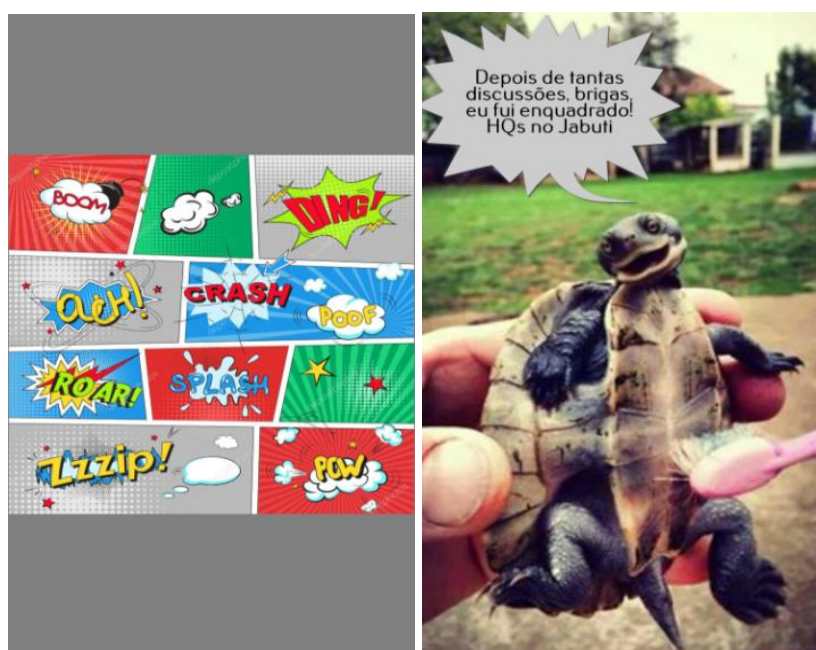 BOOM
DING!
OUCH!
CRASH
POOF
ROAR!
SPLASH
Zzzip!
POW
Depois de tantas
discussões, brigas,
eu fui enquadrado!
HQs no Jabuti